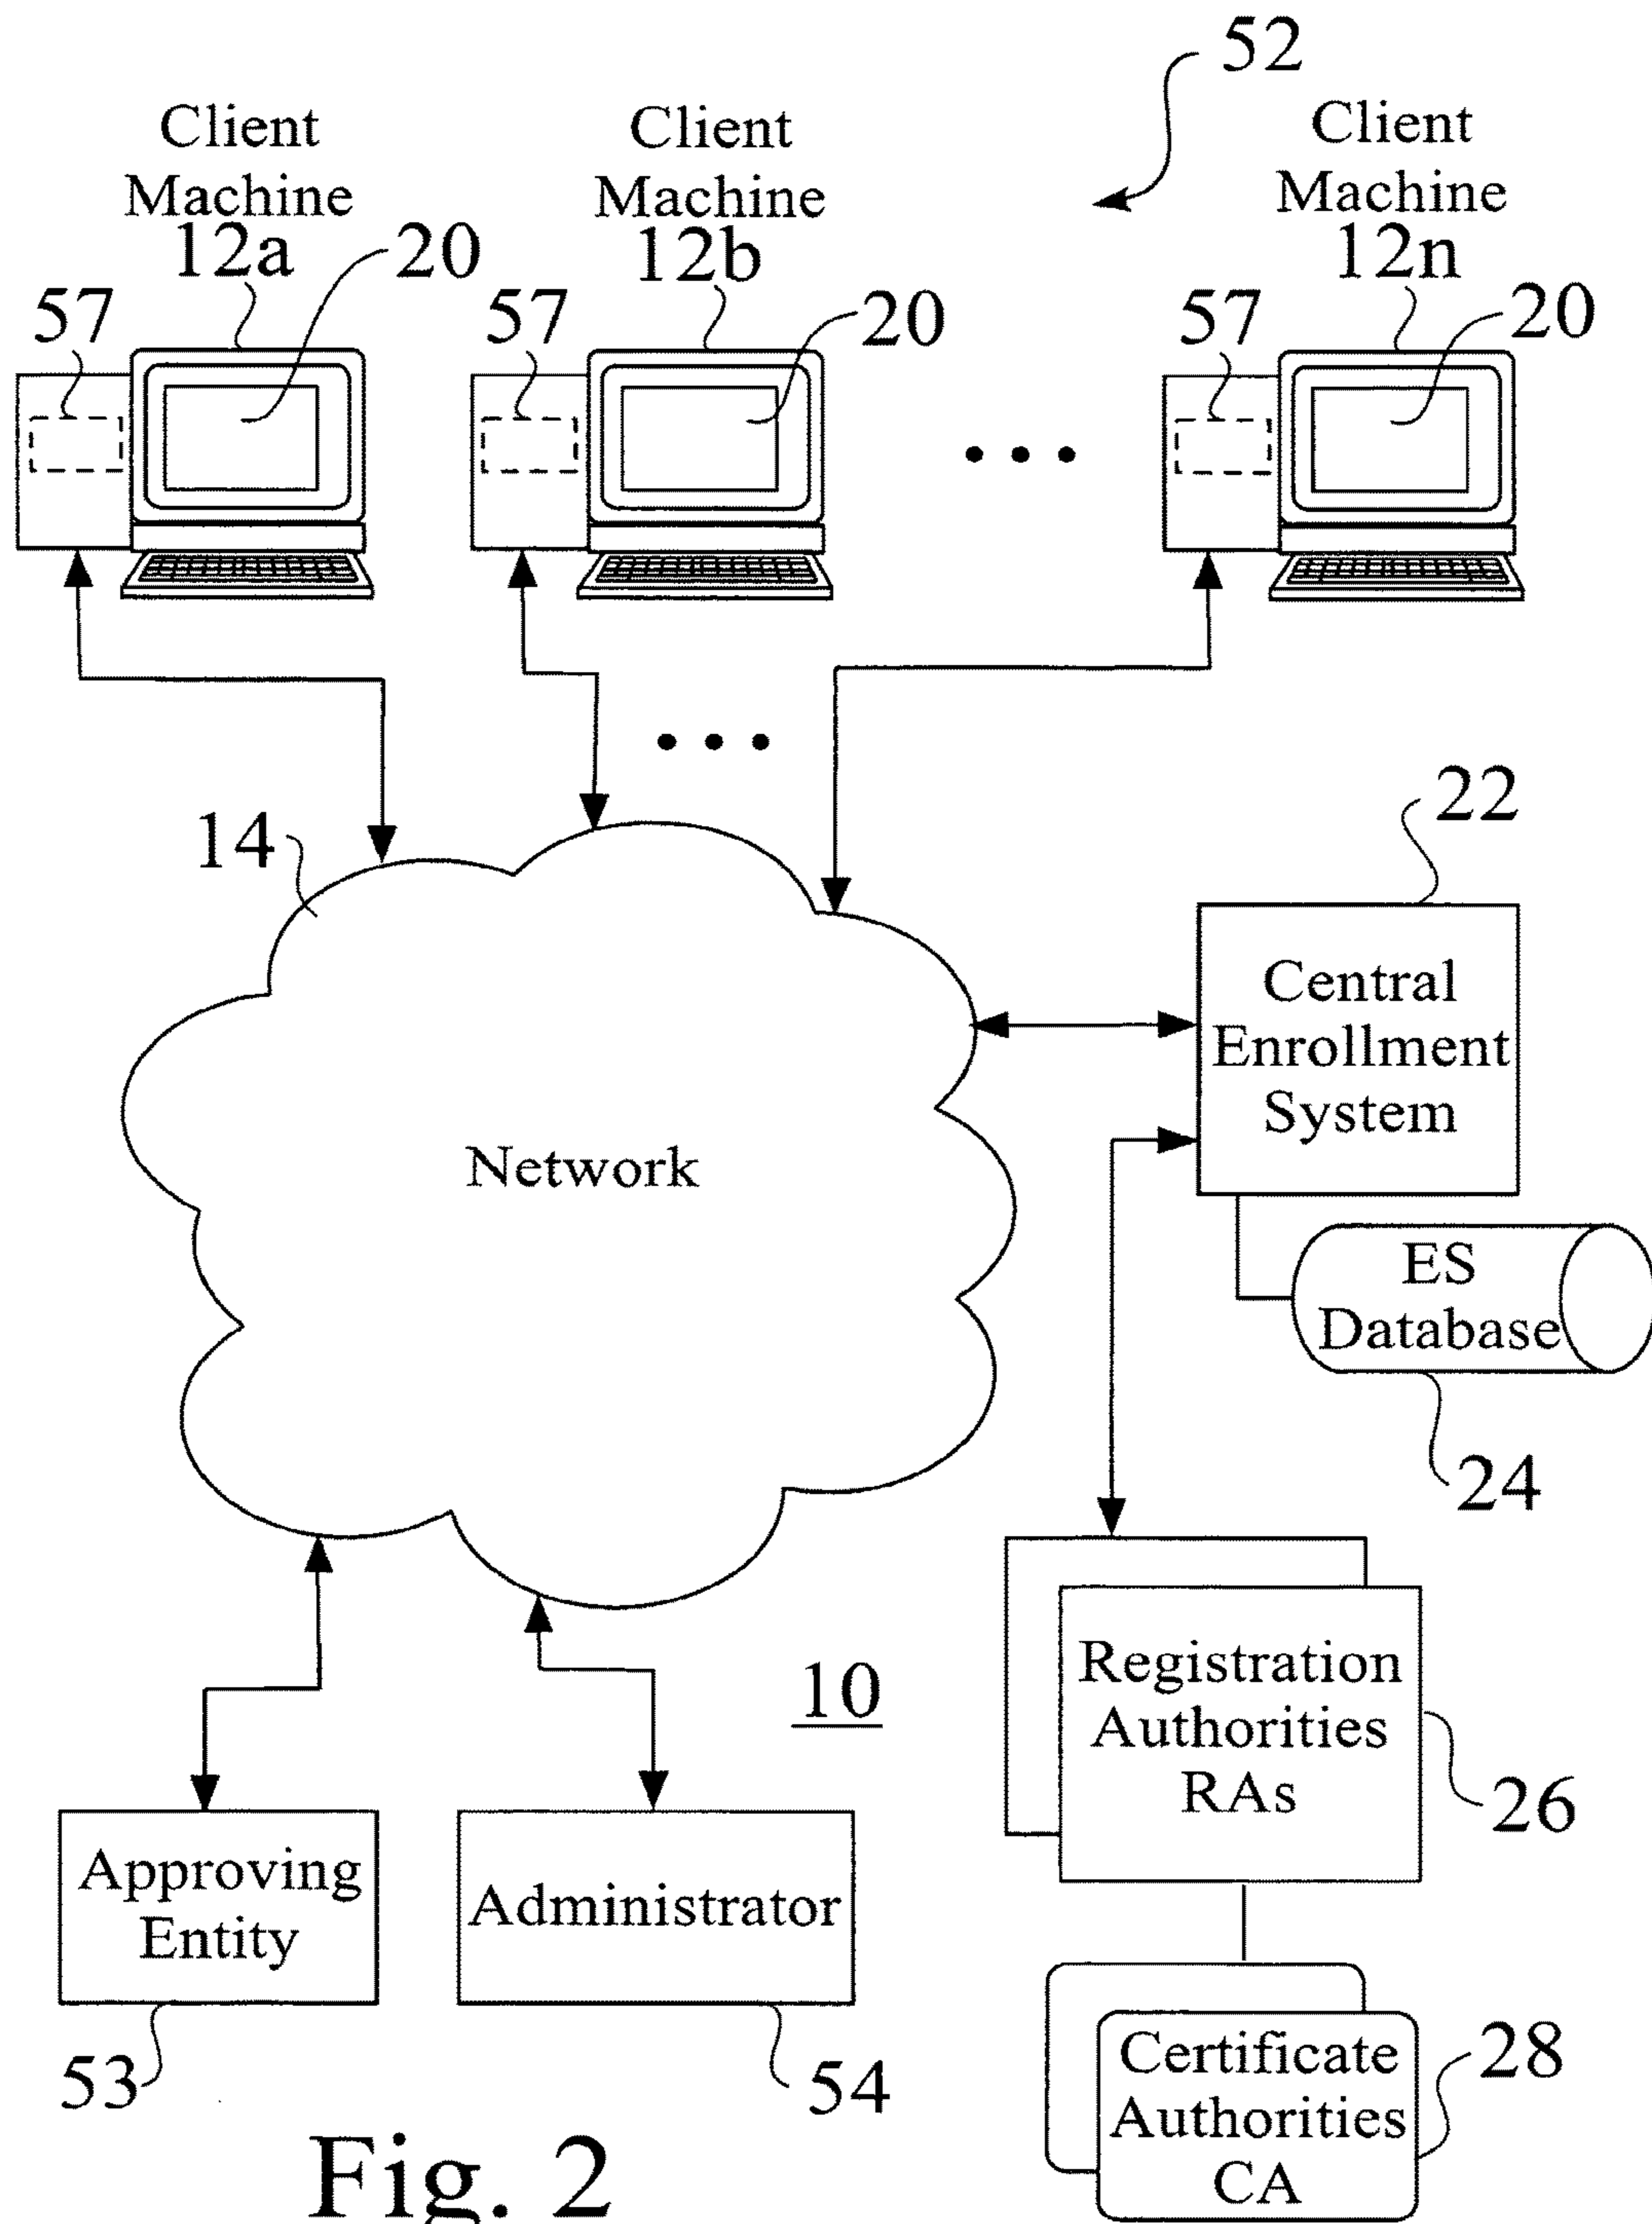 52
Client
Machine
12a
20
57
Client
Machine
12b
20
57
Client
Machine
12n
20
57
14
Network
22
Central
Enrollment
System
ES
Database
24
Registration
Authorities
RAs
26
10
Approving
Entity
53
Administrator
54
Certificate
Authorities
CA
28
Fig. 2